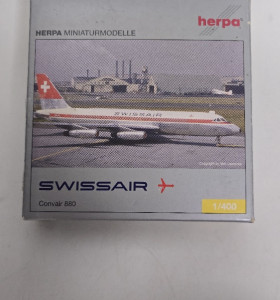 herpa
HERPA MINIATURMODELLE
SWISSAIR
SWISSAIR
Convair 880
1/400